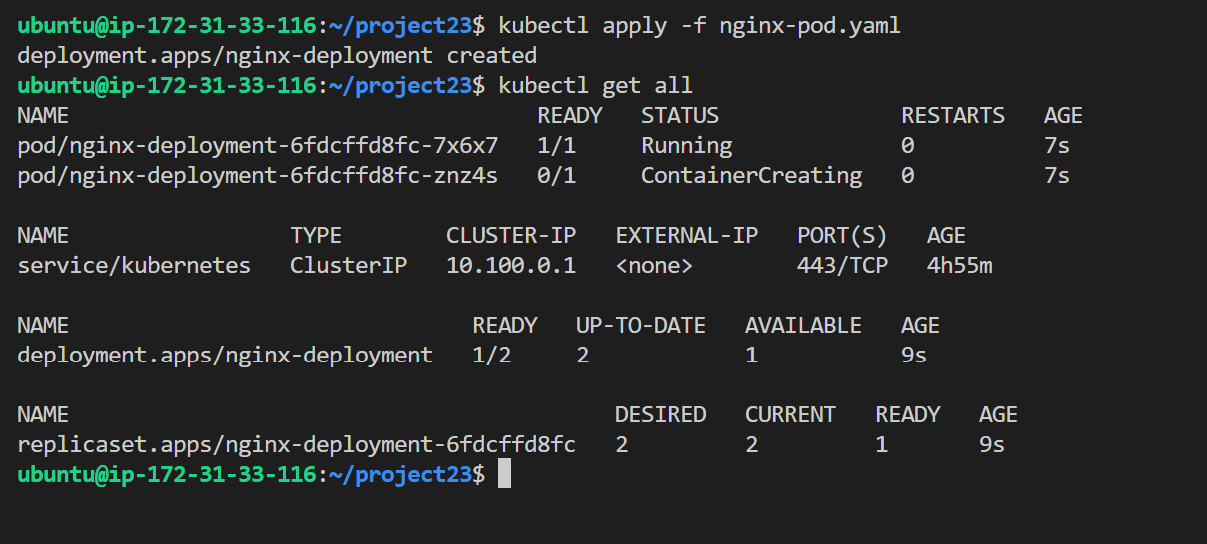 ubuntu@ip-172-31-33-116:~/project23$ kubectl apply -f nginx-pod.yaml
deployment.apps/nginx-deployment created
ubuntu@ip-172-31-33-116:~/project23$ kubectl get all
NAME                                    READY   STATUS              RESTARTS   AGE
pod/nginx-deployment-6fdcffd8fc-7x6x7   1/1     Running             0          7s
pod/nginx-deployment-6fdcffd8fc-znz4s   0/1     ContainerCreating   0          7s

NAME                 TYPE        CLUSTER-IP   EXTERNAL-IP   PORT(S)   AGE
service/kubernetes   ClusterIP   10.100.0.1   <none>        443/TCP   4h55m

NAME                               READY   UP-TO-DATE   AVAILABLE   AGE
deployment.apps/nginx-deployment   1/2     2            1           9s

NAME                                          DESIRED   CURRENT   READY   AGE
replicaset.apps/nginx-deployment-6fdcffd8fc   2         2         1       9s
ubuntu@ip-172-31-33-116:~/project23$